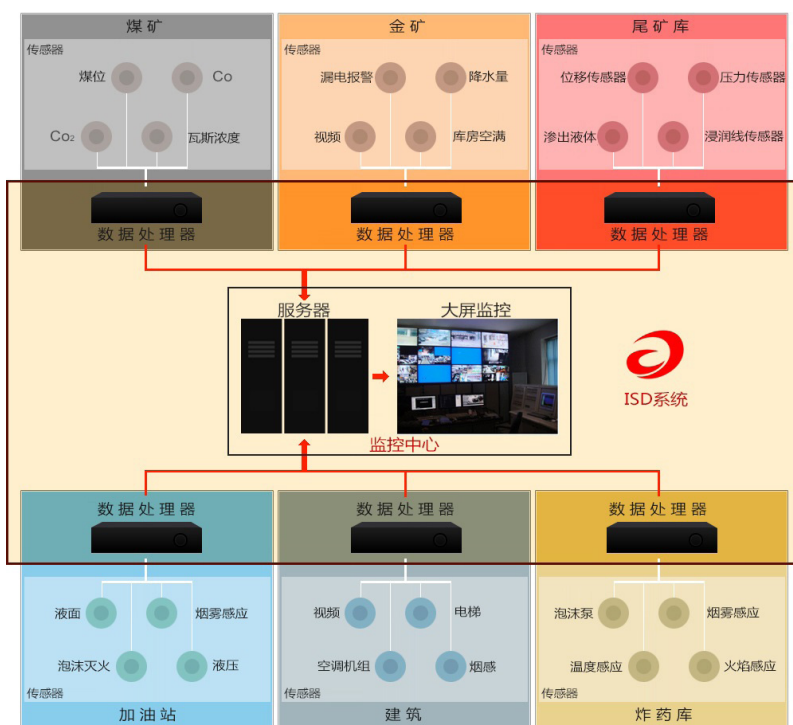 煤矿
传感器
煤位
Co
Co2
瓦斯浓度
数据处理器
金矿
传感器
漏电报警
降水量
视频
库房空满
数据处理器
尾矿库
传感器
位移传感器
压力传感器
渗出液体
浸润线传感器
数据处理器
服务器
大屏监控
监控中心
ISD系统
数据处理器
液面
烟雾感应
泡沫灭火
液压
传感器
加油站
数据处理器
视频
电梯
空调机组
烟感
传感器
建筑
数据处理器
泡沫泵
烟雾感应
温度感应
火焰感应
传感器
炸药库